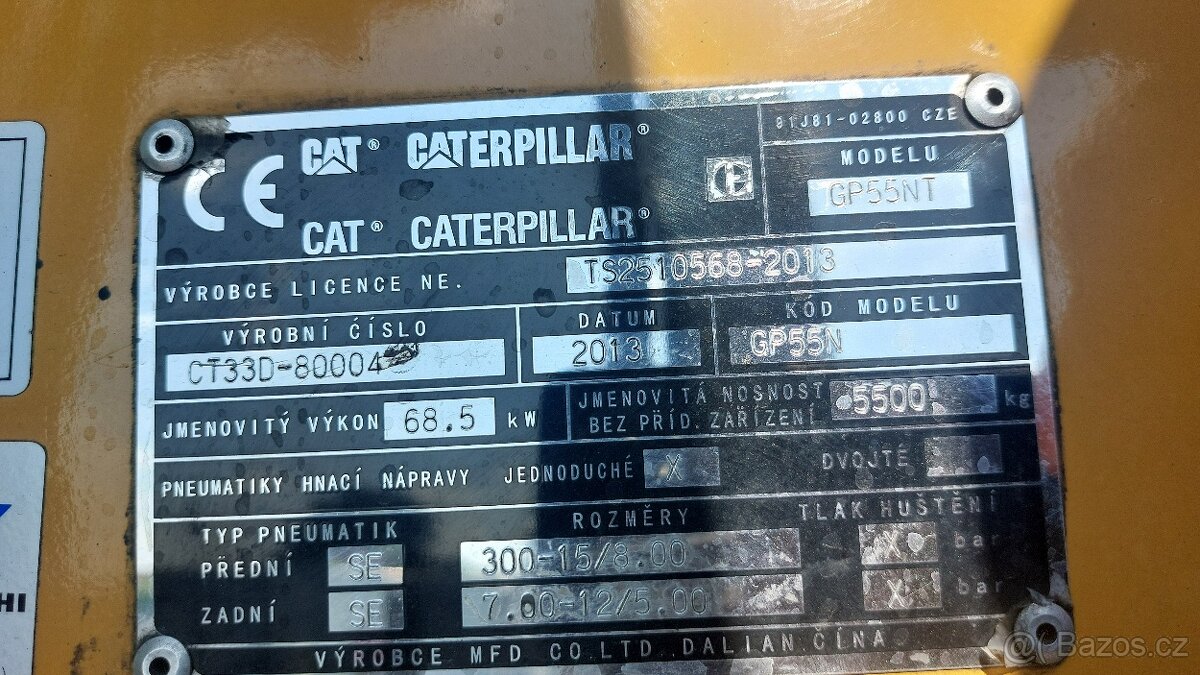 CE CAT® CATERPILLAR® 91J81-02800 CZE
CAT® CATERPILLAR® MODELU
GP55NT
VÝROBCE LICENCE NE. TS2510568-2013
VÝROBNÍ ČÍSLO DATUM KÓD MODELU
CT33D-80004 2013 GP55N
JMENOVITÝ VÝKON 68.5 kW JMENOVITÁ NOSNOST 5500 kg
BEZ PŘÍD. ZAŘÍZENÍ
PNEUMATIKY HNACÍ NÁPRAVY JEDNODUCHÉ X DVOJTÉ
TYP PNEUMATIK ROZMĚRY TLAK HUŠTĚNÍ
PŘEDNÍ SE 300-15/8.00 X bar
ZADNÍ SE 7.00-12/5.00 X bar
VÝROBCE MFD CO.LTD. DALIAN.ČÍNA
HI
Bazos.cz